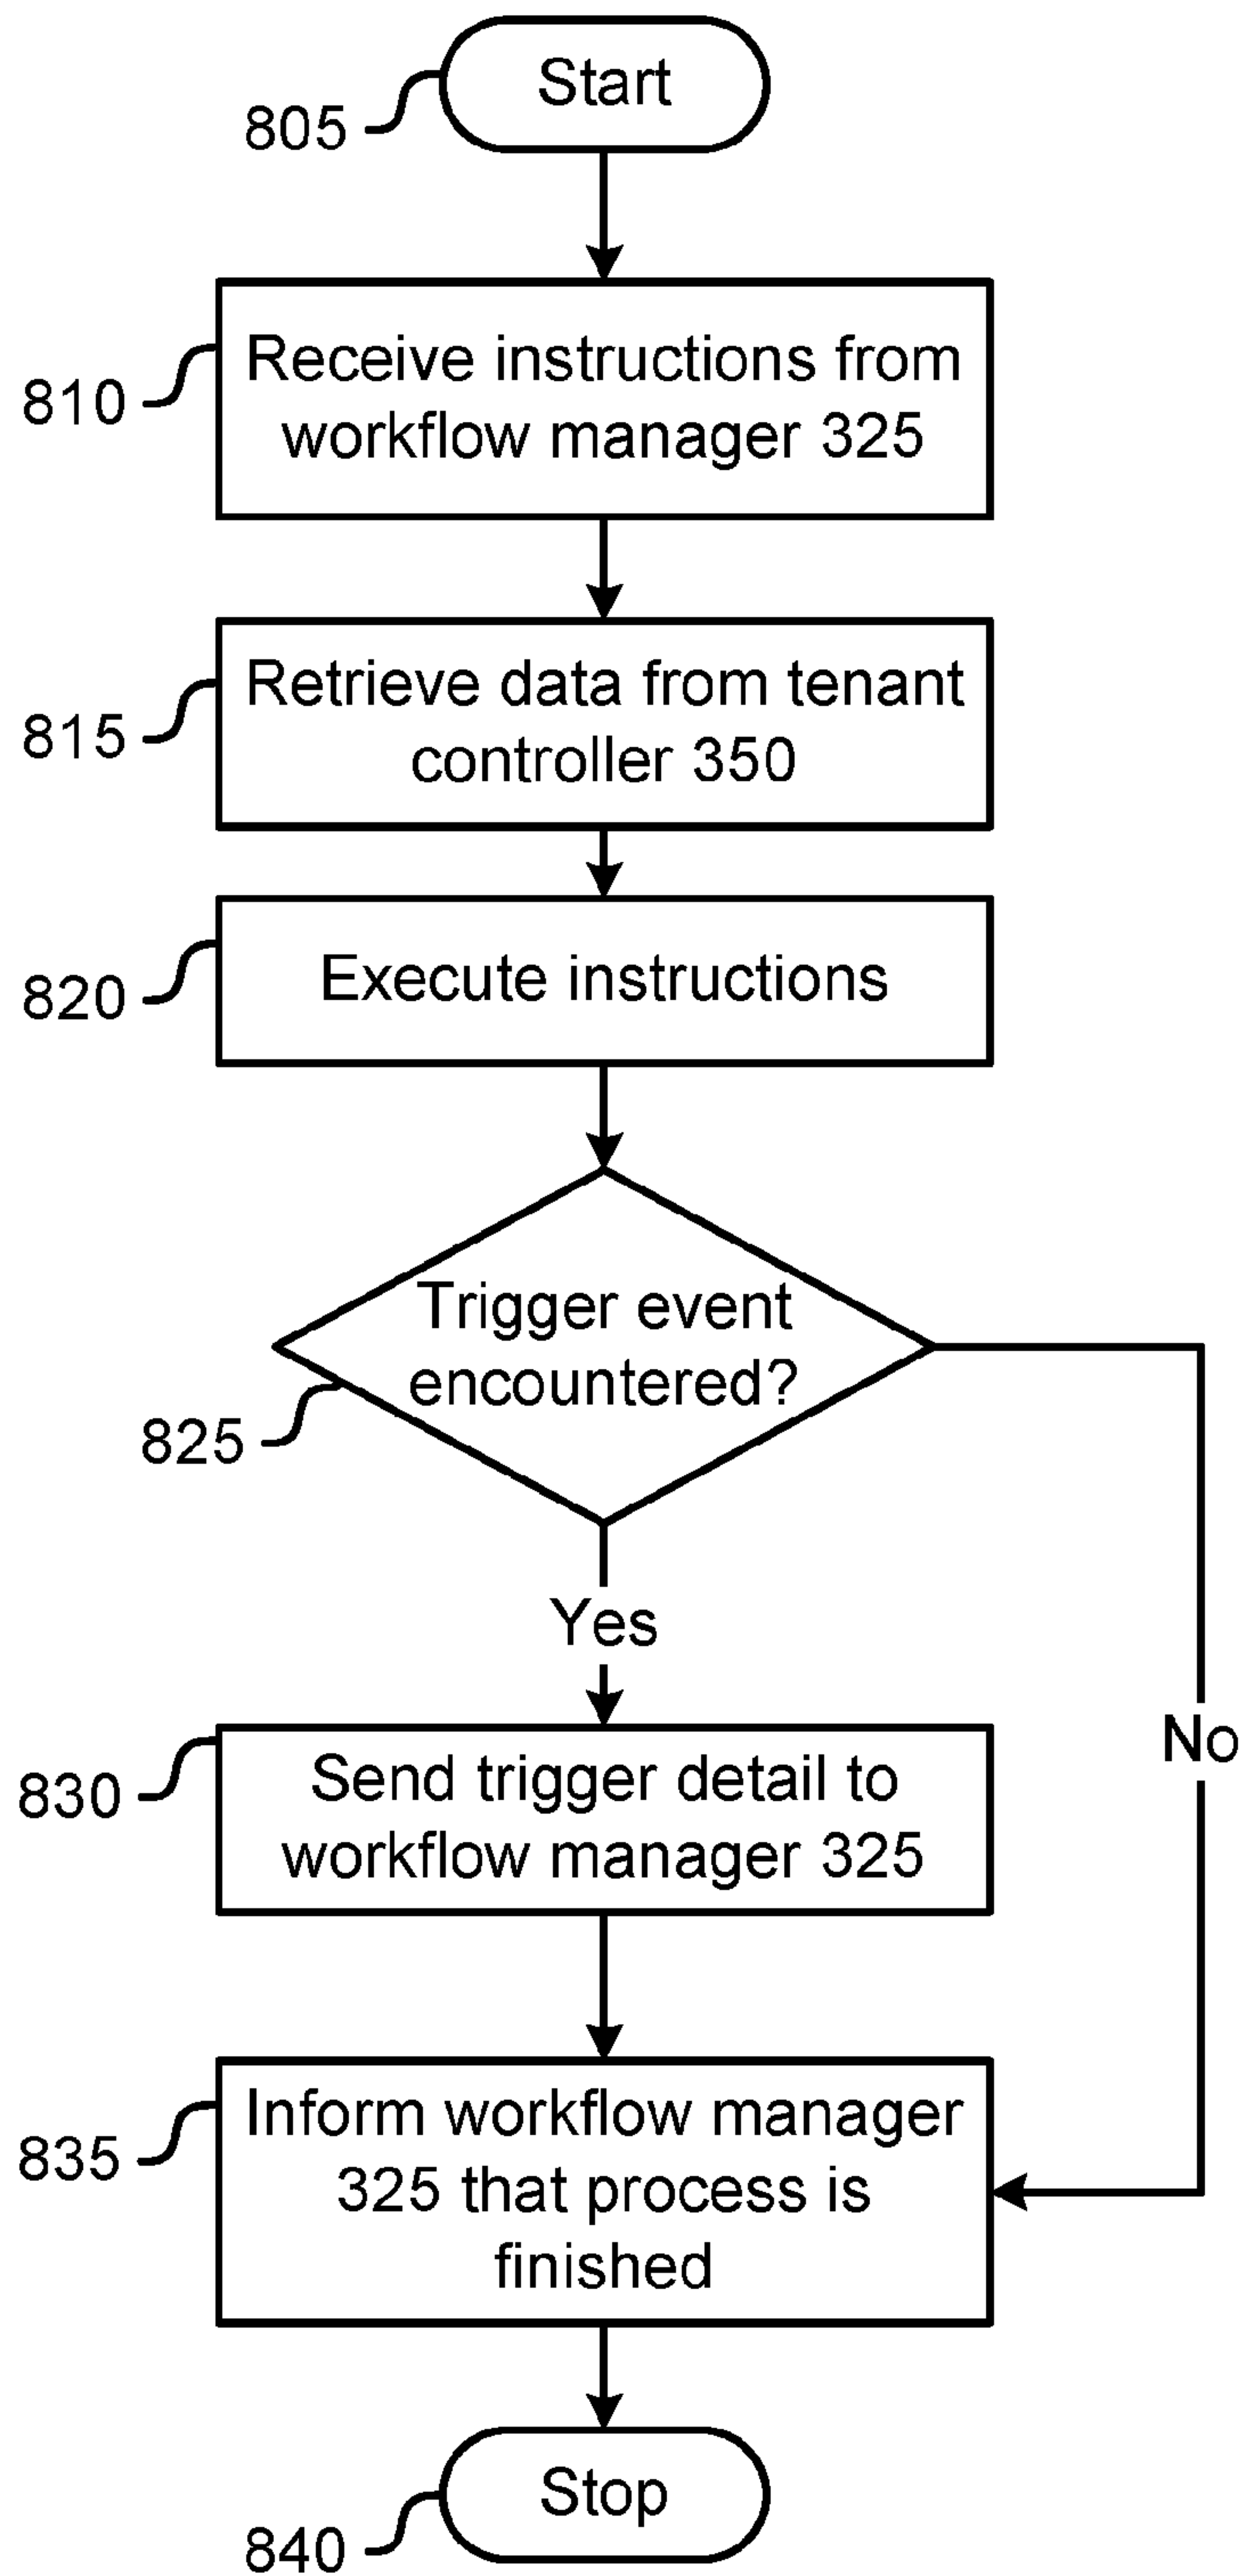 Start
805
Receive instructions from
workflow manager 325
810
Retrieve data from tenant
controller 350
815
Execute instructions
820
Trigger event
encountered?
825
Yes
No
Send trigger detail to
workflow manager 325
830
Inform workflow manager
325 that process is
finished
835
Stop
840